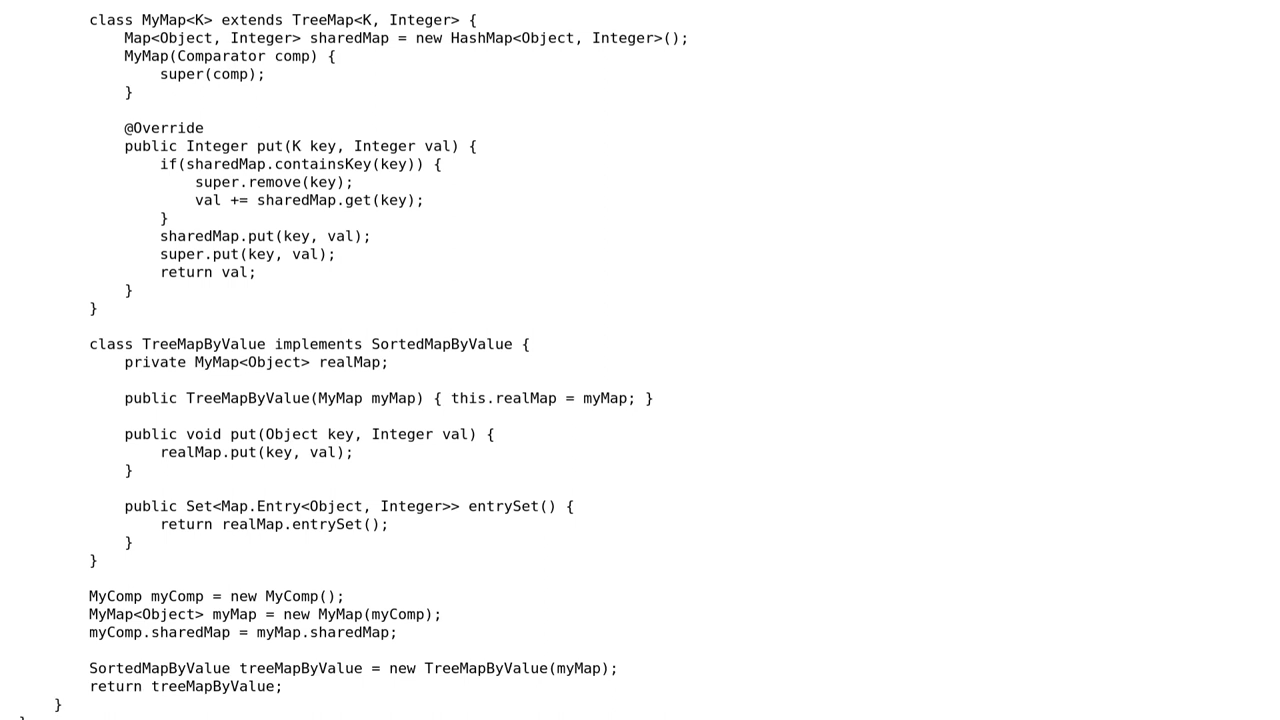 class MyMap<K> extends TreeMap<K, Integer> {
Map<Object, Integer> sharedMap = new HashMap<Object, Integer>();
MyMap(Comparator comp) {
super(comp);
}
@Override
public Integer put(K key, Integer val) {
if(sharedMap.containsKey(key)) {
super.remove(key);
val += sharedMap.get(key);
}
sharedMap.put(key, val);
super.put(key, val);
return val;
}
}
class TreeMapByValue implements SortedMapByValue {
private MyMap<Object> realMap;
public TreeMapByValue(MyMap myMap) { this.realMap = myMap; }
public void put(Object key, Integer val) {
realMap.put(key, val);
}
public Set<Map.Entry<Object, Integer>> entrySet() {
return realMap.entrySet();
}
}
MyComp myComp = new MyComp();
MyMap<Object> myMap = new MyMap(myComp);
myComp.sharedMap = myMap.sharedMap;
SortedMapByValue treeMapByValue = new TreeMapByValue(myMap);
return treeMapByValue;
}
}